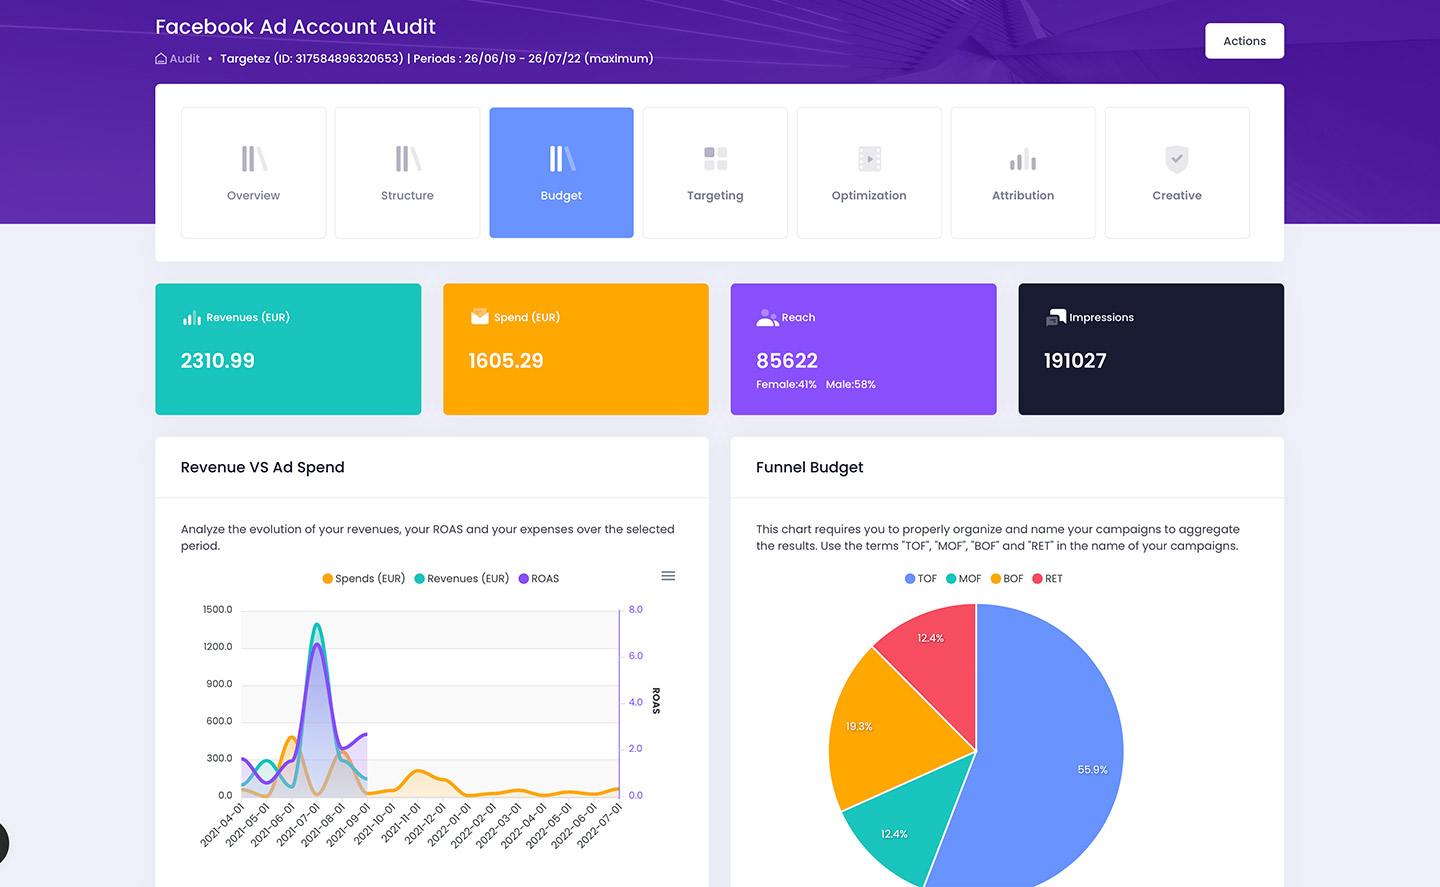 Facebook Ad Account Audit
Actions
Audit • Targetez (ID: 317584896320653) | Periods : 26/06/19 - 26/07/22 (maximum)
Overview
Structure
Budget
Targeting
Optimization
Attribution
Creative
Revenues (EUR)
2310.99
Spend (EUR)
1605.29
Reach
85622
Female:41% Male:58%
Impressions
191027
Revenue VS Ad Spend
Analyze the evolution of your revenues, your ROAS and your expenses over the selected
period.
Spends (EUR) Revenues (EUR) ROAS
1500.0
1200.0
900.0
600.0
300.0
0.0
8.0
6.0
4.0
2.0
0.0
ROAS
2021-04-01
2021-05-01
2021-06-01
2021-07-01
2021-08-01
2021-09-01
2021-10-01
2021-11-01
2021-12-01
2022-01-01
2022-02-01
2022-03-01
2022-04-01
2022-05-01
2022-06-01
2022-07-01
Funnel Budget
This chart requires you to properly organize and name your campaigns to aggregate
the results. Use the terms "TOF", "MOF", "BOF" and "RET" in the name of your campaigns.
TOF MOF BOF RET
12.4%
19.3%
55.9%
12.4%